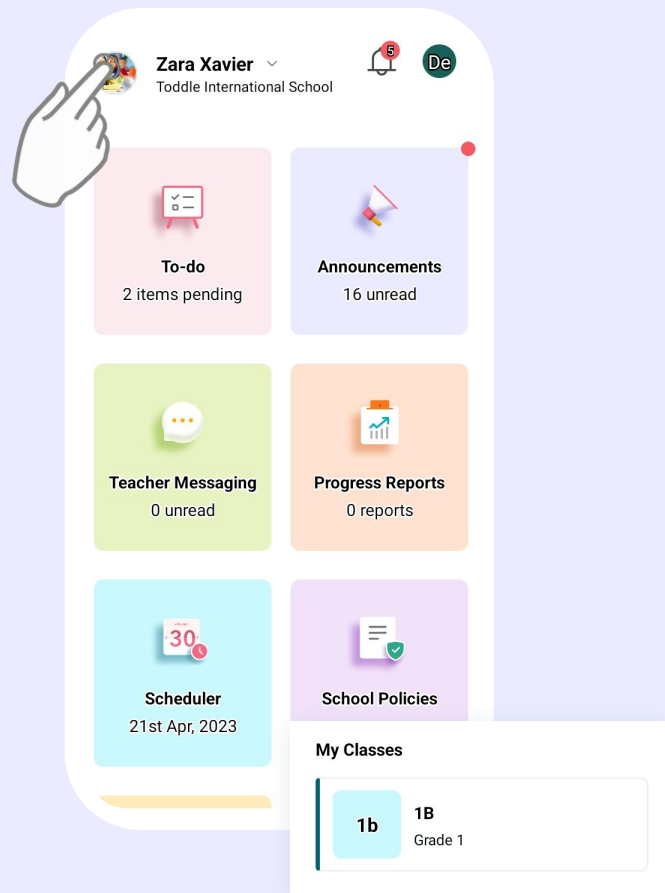 Zara Xavier
Toddle International School
5
De
To-do
2 items pending
Announcements
16 unread
Teacher Messaging
0 unread
Progress Reports
0 reports
30
Scheduler
21st Apr, 2023
School Policies
My Classes
1b
1B
Grade 1